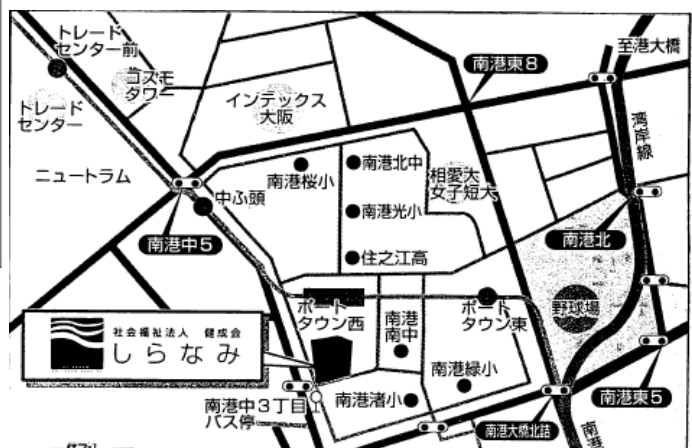 トレード
センター前
コスモ
タワー
トレード
センター
インテックス
大阪
南港東8
至港大橋
湾岸線
ニュートラム
南港桜小
南港北中
相愛大
女子短大
中ふ頭
南港光小
南港中5
住之江高
南港北
ポート
タウン西
ポート
タウン東
野球場
社会福祉法人 健成会
しらなみ
南港
南中
南港緑小
南港中3丁目
バス停
南港渚小
南港東5
南港大橋北詰
南港